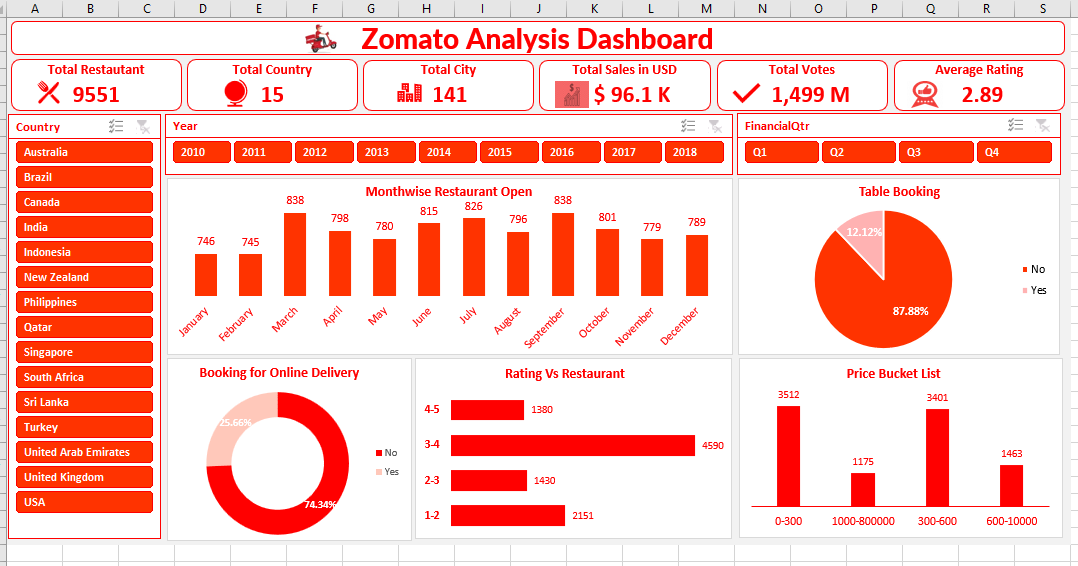 A B C D E F G H I J K L M N O P Q R S
Zomato Analysis Dashboard
Total Restautant
9551
Total Country
15
Total City
141
Total Sales in USD
$ 96.1 K
Total Votes
1,499 M
Average Rating
2.89
Country
Australia
Brazil
Canada
India
Indonesia
New Zealand
Philippines
Qatar
Singapore
South Africa
Sri Lanka
Turkey
United Arab Emirates
United Kingdom
USA
Year
2010 2011 2012 2013 2014 2015 2016 2017 2018
FinancialQtr
Q1 Q2 Q3 Q4
Monthwise Restaurant Open
746 745 838 798 780 815 826 796 838 801 779 789
January February March April May June July August September October November December
Table Booking
12.12%
87.88%
No
Yes
Booking for Online Delivery
25.66%
74.34%
No
Yes
Rating Vs Restaurant
4-5 1380
3-4 4590
2-3 1430
1-2 2151
Price Bucket List
3512 1175 3401 1463
0-300 1000-800000 300-600 600-10000